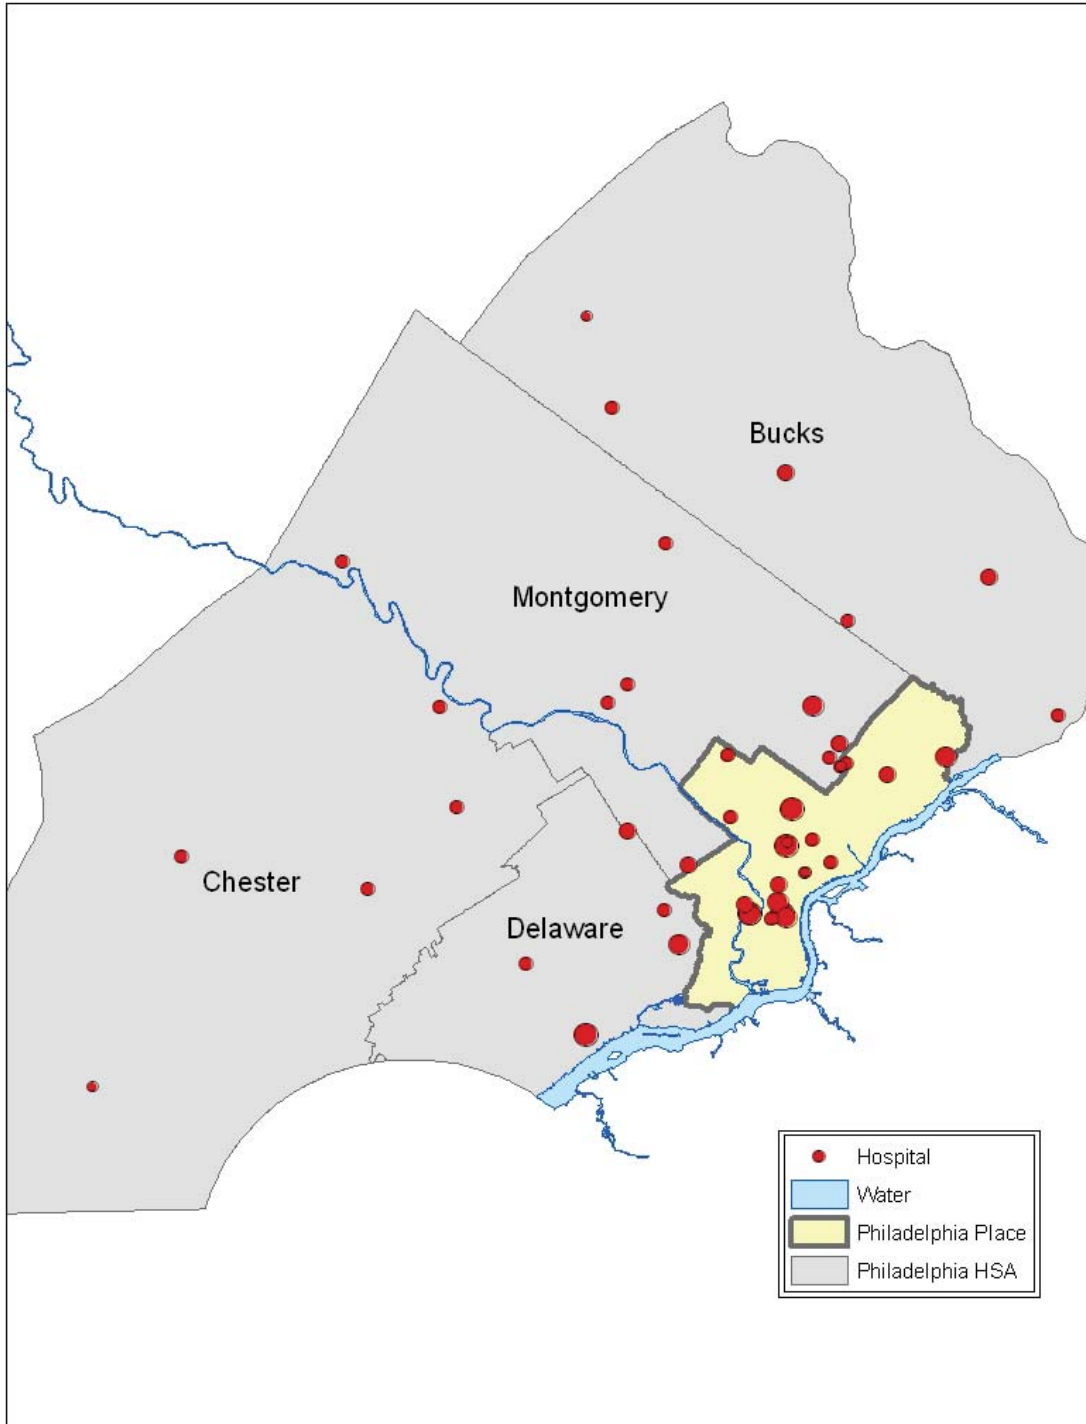 Bucks
Montgomery
Chester
Delaware
Hospital
Water
Philadelphia Place
Philadelphia HSA